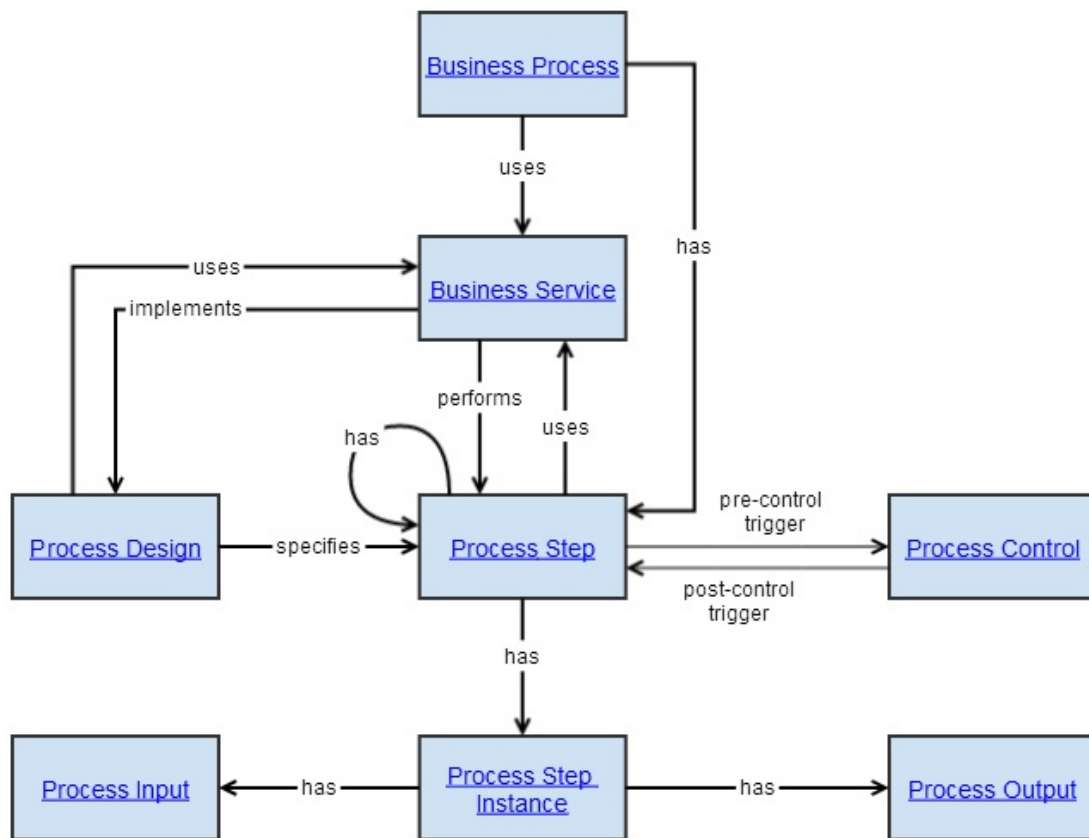 Business Process
uses
has
uses
Business Service
implements
performs
uses
has
pre-control
trigger
Process Design
specifies
Process Step
Process Control
post-control
trigger
has
Process Input
has
Process Step
Instance
has
Process Output